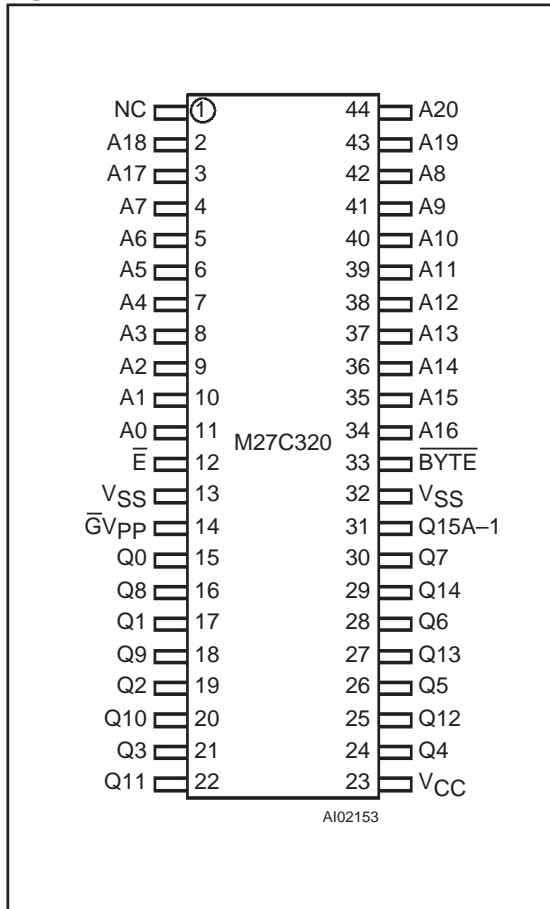 NC 1 44 A20
A18 2 43 A19
A17 3 42 A8
A7 4 41 A9
A6 5 40 A10
A5 6 39 A11
A4 7 38 A12
A3 8 37 A13
A2 9 36 A14
A1 10 35 A15
A0 11 34 A16
M27C320
E̅ 12 33 B̅Y̅T̅E̅
VSS 13 32 VSS
G̅VPP 14 31 Q15A–1
Q0 15 30 Q7
Q8 16 29 Q14
Q1 17 28 Q6
Q9 18 27 Q13
Q2 19 26 Q5
Q10 20 25 Q12
Q3 21 24 Q4
Q11 22 23 VCC
AI02153